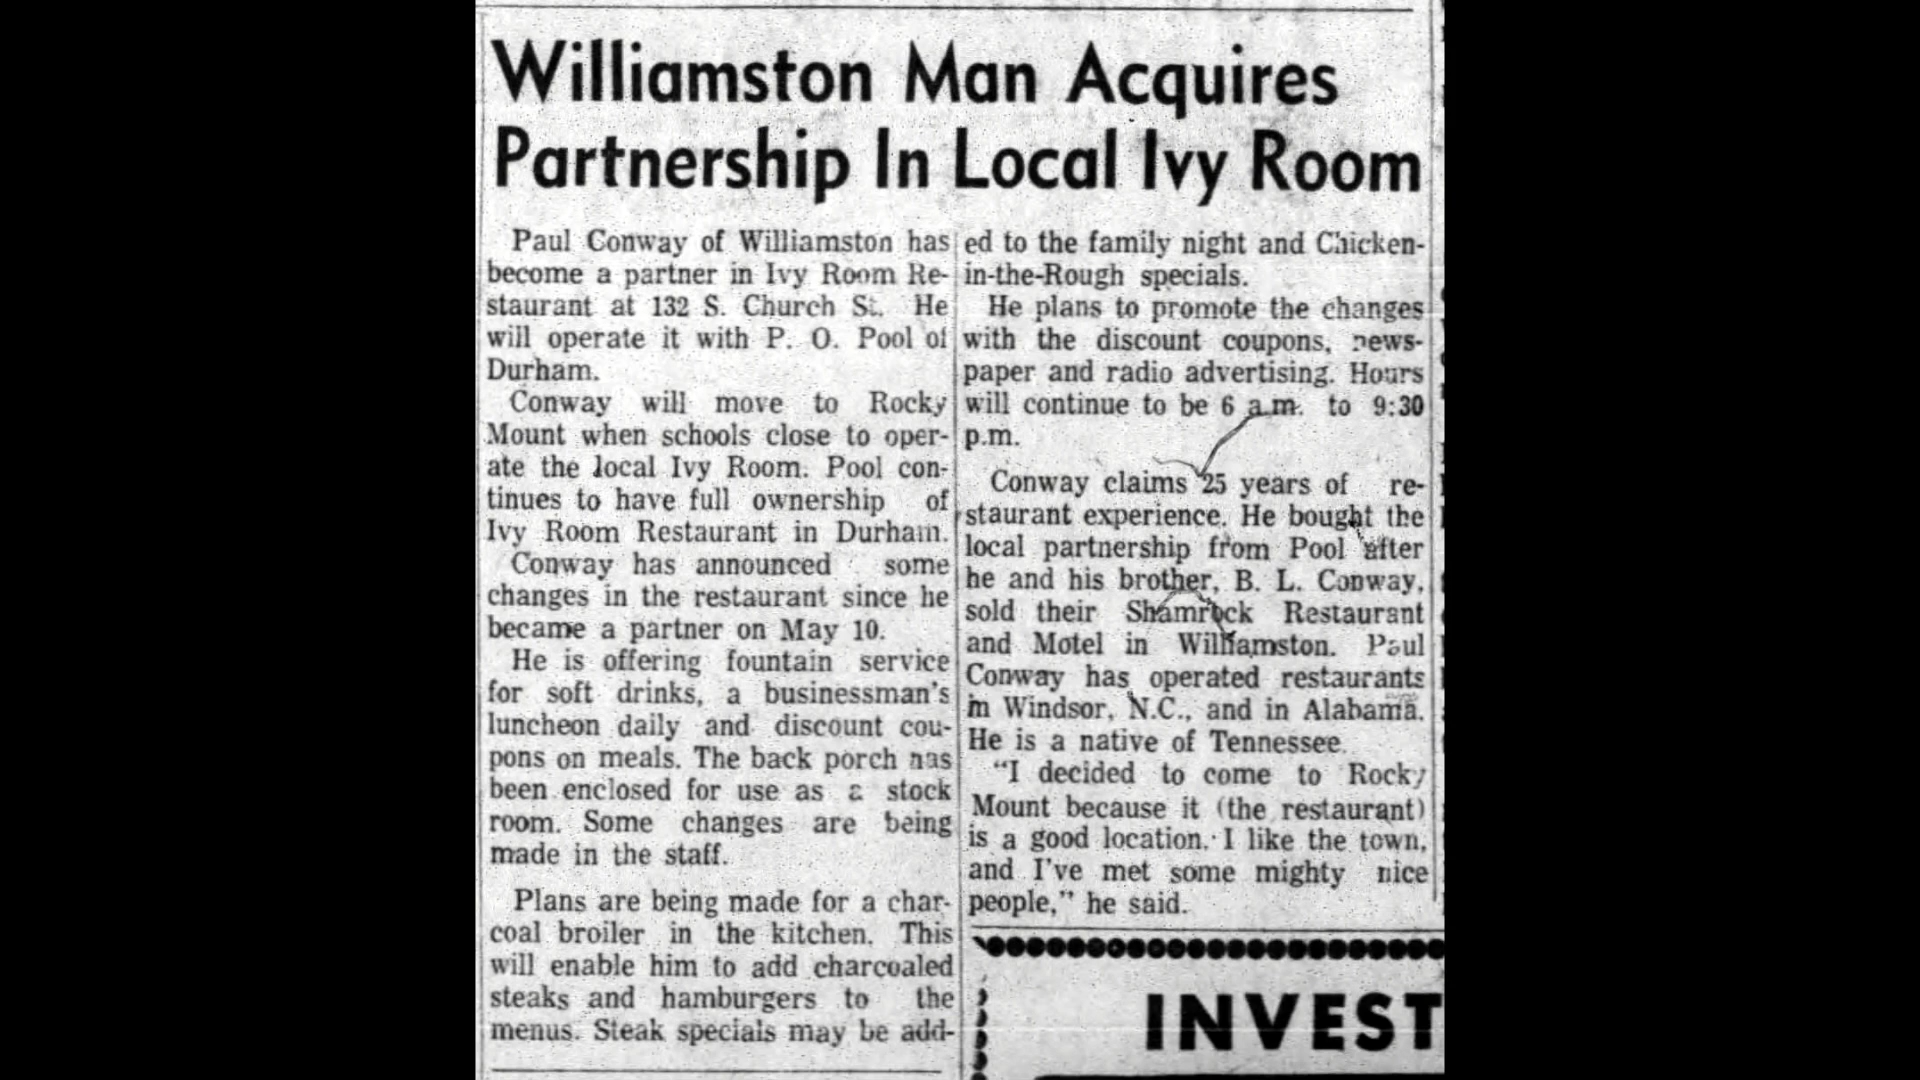 Williamston Man Acquires
Partnership In Local Ivy Room
Paul Conway of Williamston has
become a partner in Ivy Room Re-
staurant at 132 S. Church St. He
will operate it with P. O. Pool of
Durham.
Conway will move to Rocky
Mount when schools close to oper-
ate the local Ivy Room. Pool con-
tinues to have full ownership of
Ivy Room Restaurant in Durham.
Conway has announced some
changes in the restaurant since he
became a partner on May 10.
He is offering fountain service
for soft drinks, a businessman's
luncheon daily and discount cou-
pons on meals. The back porch has
been enclosed for use as a stock
room. Some changes are being
made in the staff.
Plans are being made for a char-
coal broiler in the kitchen. This
will enable him to add charcoaled
steaks and hamburgers to the
menus. Steak specials may be add-
ed to the family night and Chicken-
in-the-Rough specials.
He plans to promote the changes
with the discount coupons, news-
paper and radio advertising. Hours
will continue to be 6 a.m. to 9:30
p.m.
Conway claims 25 years of re-
staurant experience. He bought the
local partnership from Pool after
he and his brother, B. L. Conway,
sold their Shamrock Restaurant
and Motel in Williamston. Paul
Conway has operated restaurants
in Windsor, N.C., and in Alabama.
He is a native of Tennessee.
"I decided to come to Rocky
Mount because it (the restaurant)
is a good location. I like the town,
and I've met some mighty nice
people," he said.
INVEST